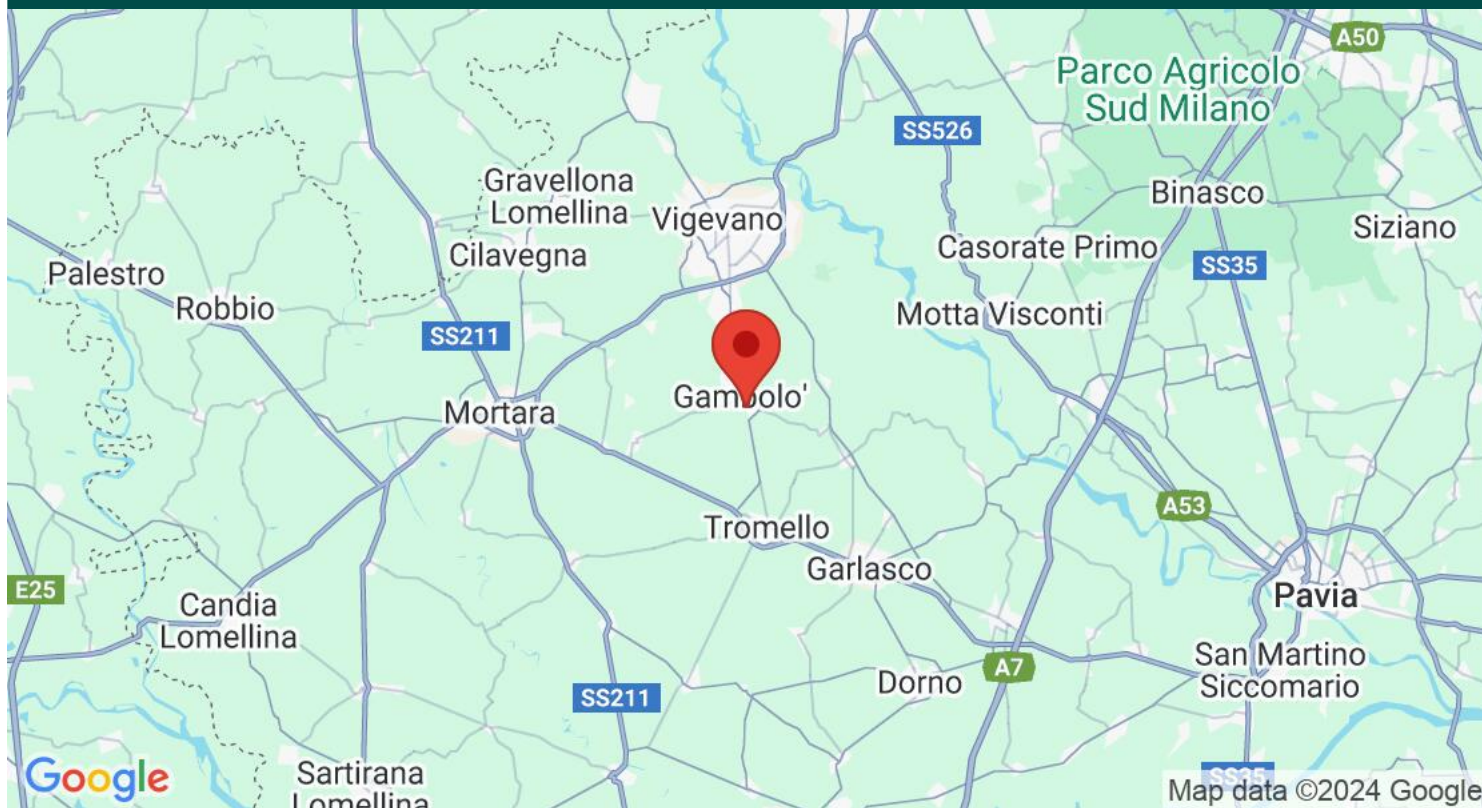 A50
Parco Agricolo
Sud Milano
SS526
Gravellona
Lomellina
Vigevano
Binasco
Siziano
Cilavegna
Casorate Primo
Palestro
SS35
Robbio
Motta Visconti
SS211
Gambolo'
Mortara
A53
Tromello
Garlasco
E25
Pavia
Candia
Lomellina
A7
San Martino
Siccomario
Dorno
SS211
Google
Sartirana
Lomellina
SS35
Map data ©2024 Google